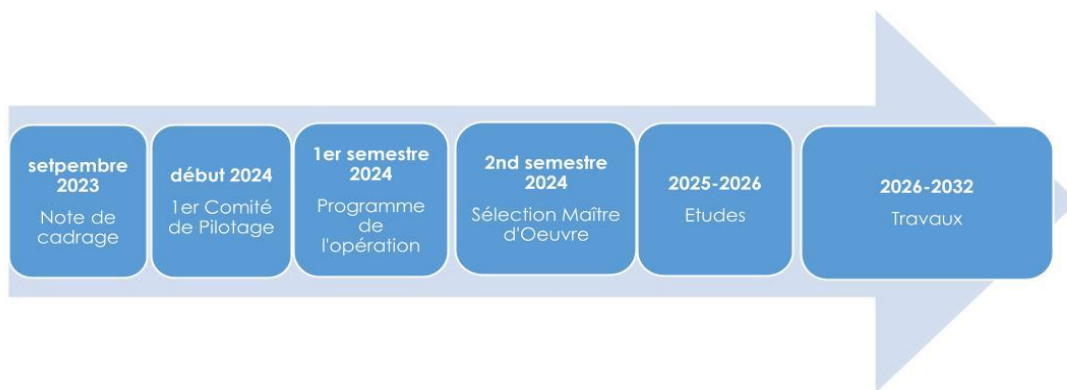 setpembre
2023
Note de
cadrage
début 2024
1er Comité
de Pilotage
1er semestre
2024
Programme
de
l'opération
2nd semestre
2024
Sélection Maître
d'Oeuvre
2025-2026
Etudes
2026-2032
Travaux